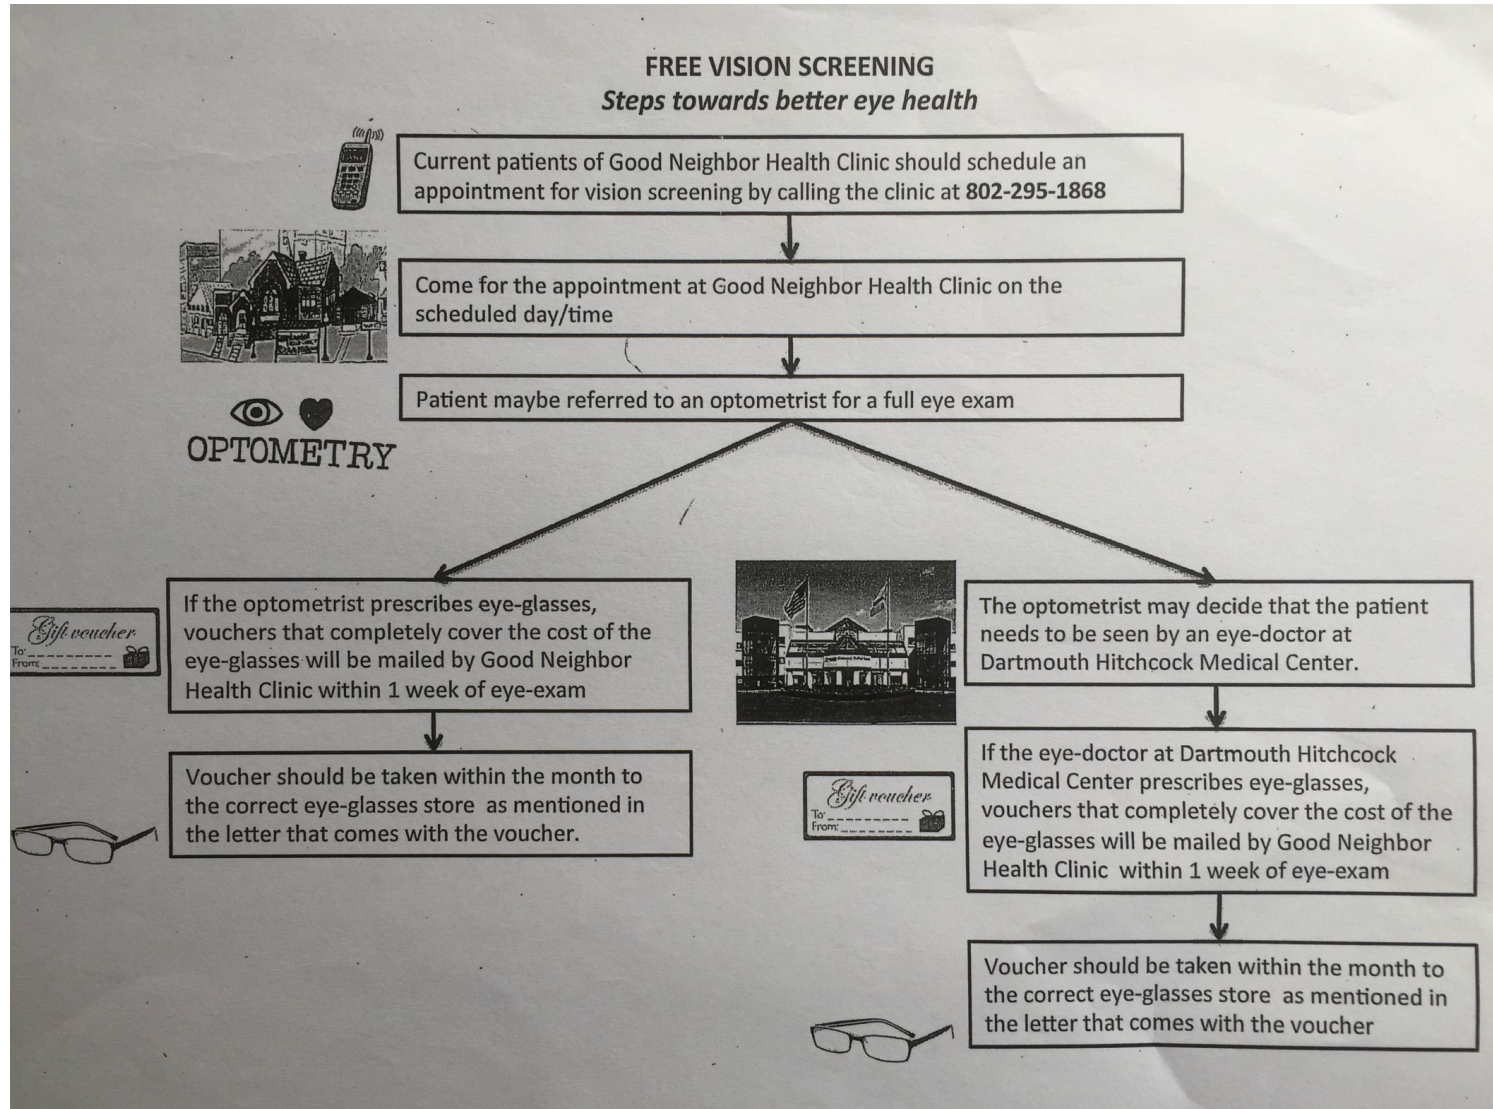 FREE VISION SCREENING
Steps towards better eye health
Current patients of Good Neighbor Health Clinic should schedule an
appointment for vision screening by calling the clinic at 802-295-1868
Come for the appointment at Good Neighbor Health Clinic on the
scheduled day/time
Patient maybe referred to an optometrist for a full eye exam
OPTOMETRY
If the optometrist prescribes eye-glasses,
vouchers that completely cover the cost of the
eye-glasses will be mailed by Good Neighbor
Health Clinic within 1 week of eye-exam
Gift voucher
To:
From:
Voucher should be taken within the month to
the correct eye-glasses store as mentioned in
the letter that comes with the voucher.
The optometrist may decide that the patient
needs to be seen by an eye-doctor at
Dartmouth Hitchcock Medical Center.
If the eye-doctor at Dartmouth Hitchcock
Medical Center prescribes eye-glasses,
vouchers that completely cover the cost of the
eye-glasses will be mailed by Good Neighbor
Health Clinic within 1 week of eye-exam
Gift voucher
To:
From:
Voucher should be taken within the month to
the correct eye-glasses store as mentioned in
the letter that comes with the voucher